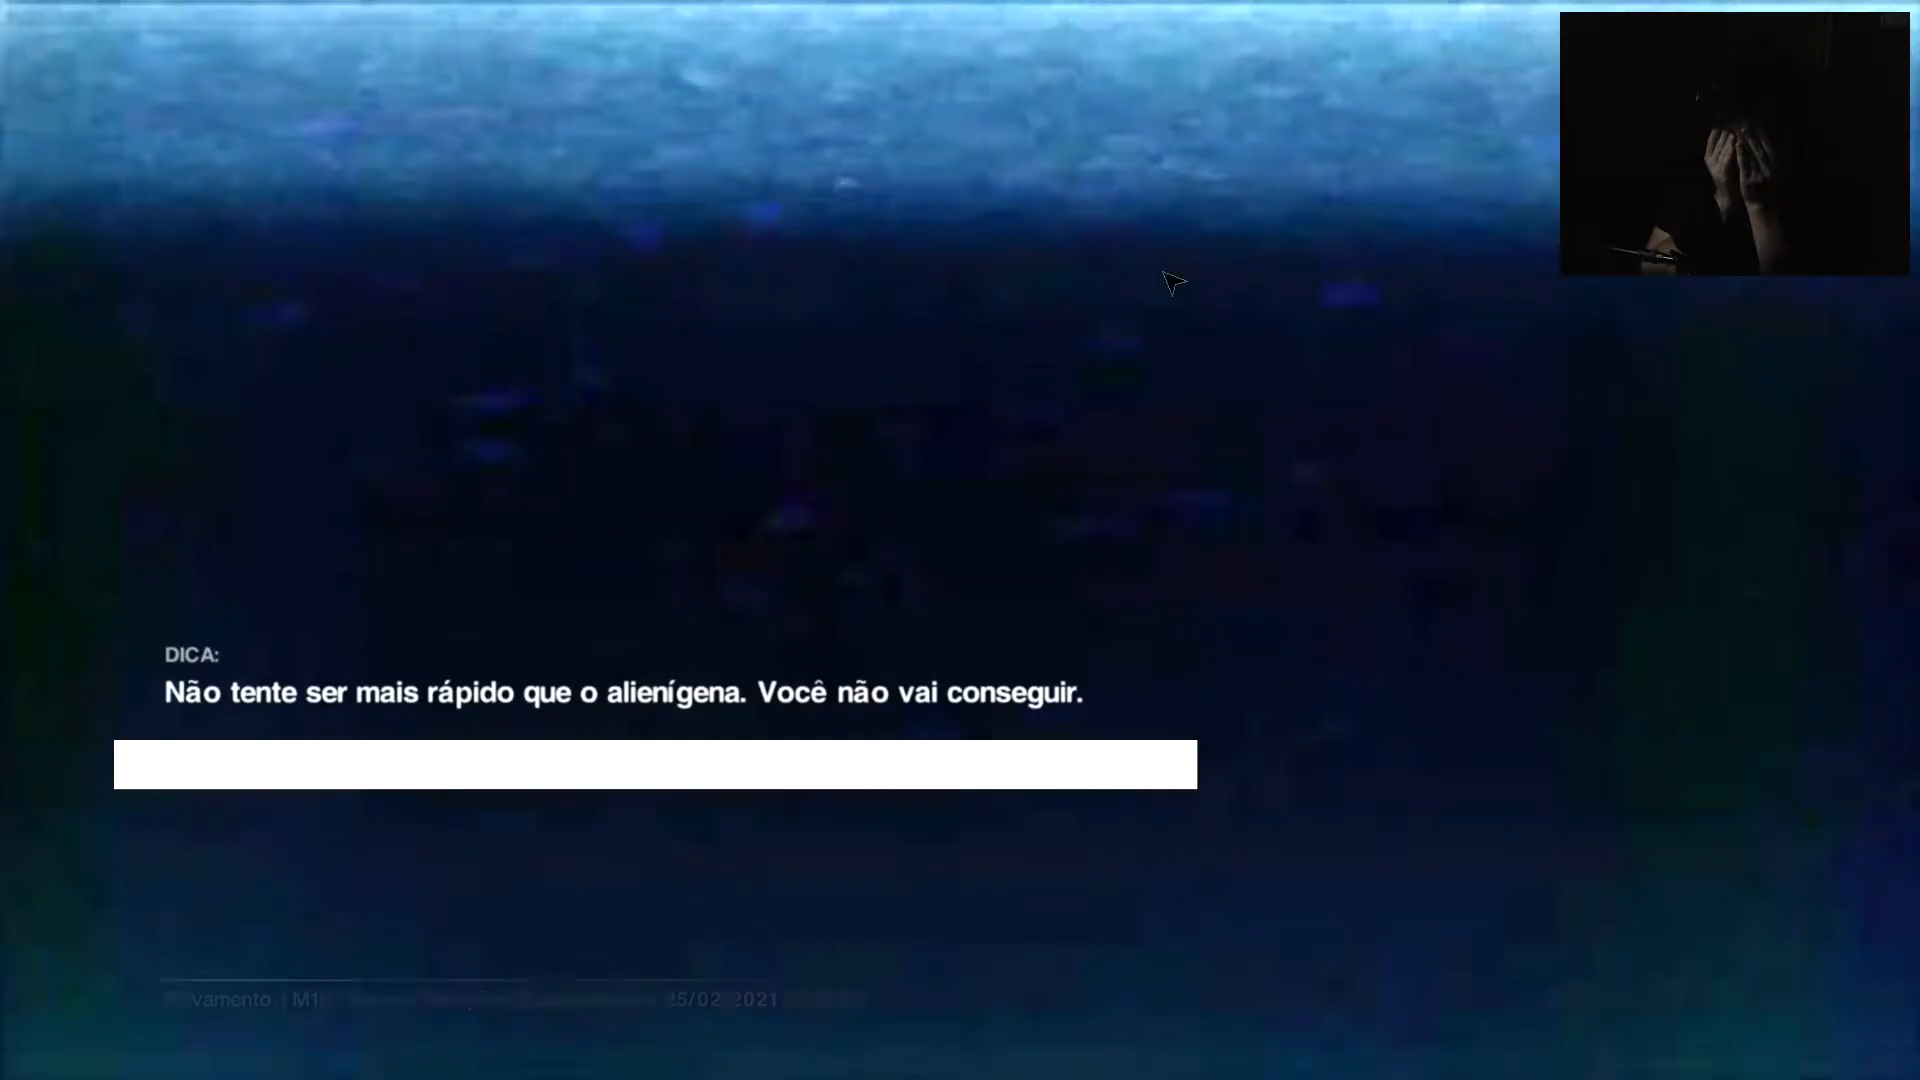 DICA:
Não tente ser mais rápido que o alienígena. Você não vai conseguir.
vamento | M1 25/02 2021